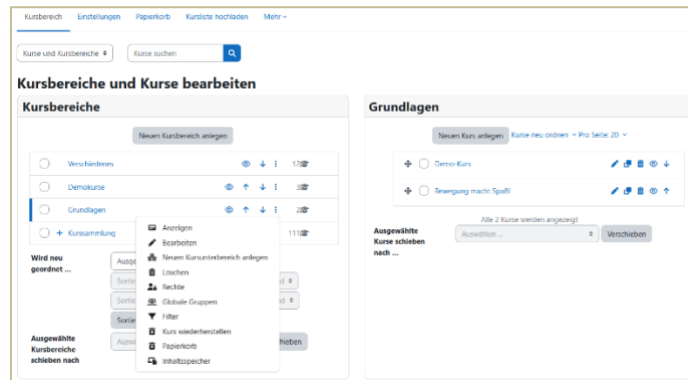 Kursbereich Einstellungen Papierkorb Kursliste hochladen Mehr
Kurse und Kursbereiche Kurse suchen
Kursbereiche und Kurse bearbeiten
Kursbereiche
Neuen Kursbereich anlegen
Verschiedenes 12
Demokurse 3
Grundlagen 2
Kurssammlung 111
Wird neu
geordnet ...
Anzeigen
Bearbeiten
Neuen Kursunterbereich anlegen
Löschen
Rechte
Globale Gruppen
Filter
Kurs wiederherstellen
Papierkorb
Inhaltsspeicher
Ausgewählte
Kursbereiche
schieben nach
Grundlagen
Neuen Kurs anlegen Kurse neu ordnen Pro Seite: 20
Demo-Kurs
Bewegung macht Spaß!
Alle 2 Kurse werden angezeigt
Ausgewählte
Kurse schieben
nach ...
Auswählen ... Verschieben